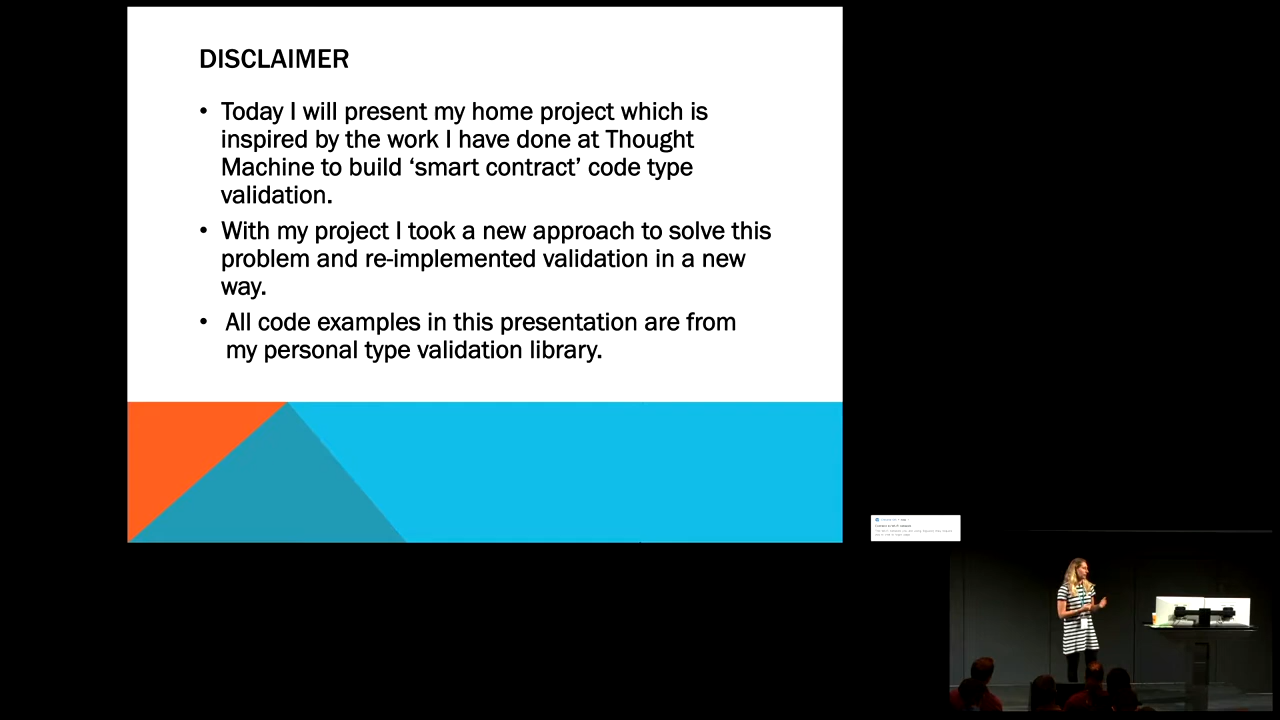 DISCLAIMER
• Today I will present my home project which is
inspired by the work I have done at Thought
Machine to build ‘smart contract’ code type
validation.
• With my project I took a new approach to solve this
problem and re-implemented validation in a new
way.
• All code examples in this presentation are from
my personal type validation library.